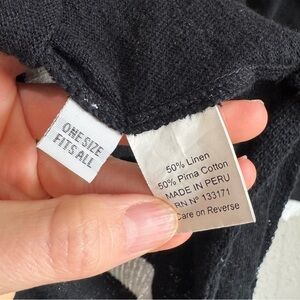 ONE SIZE
FITS ALL
50% Linen
50% Pima Cotton
MADE IN PERU
RN Nº 133171
Care on Reverse